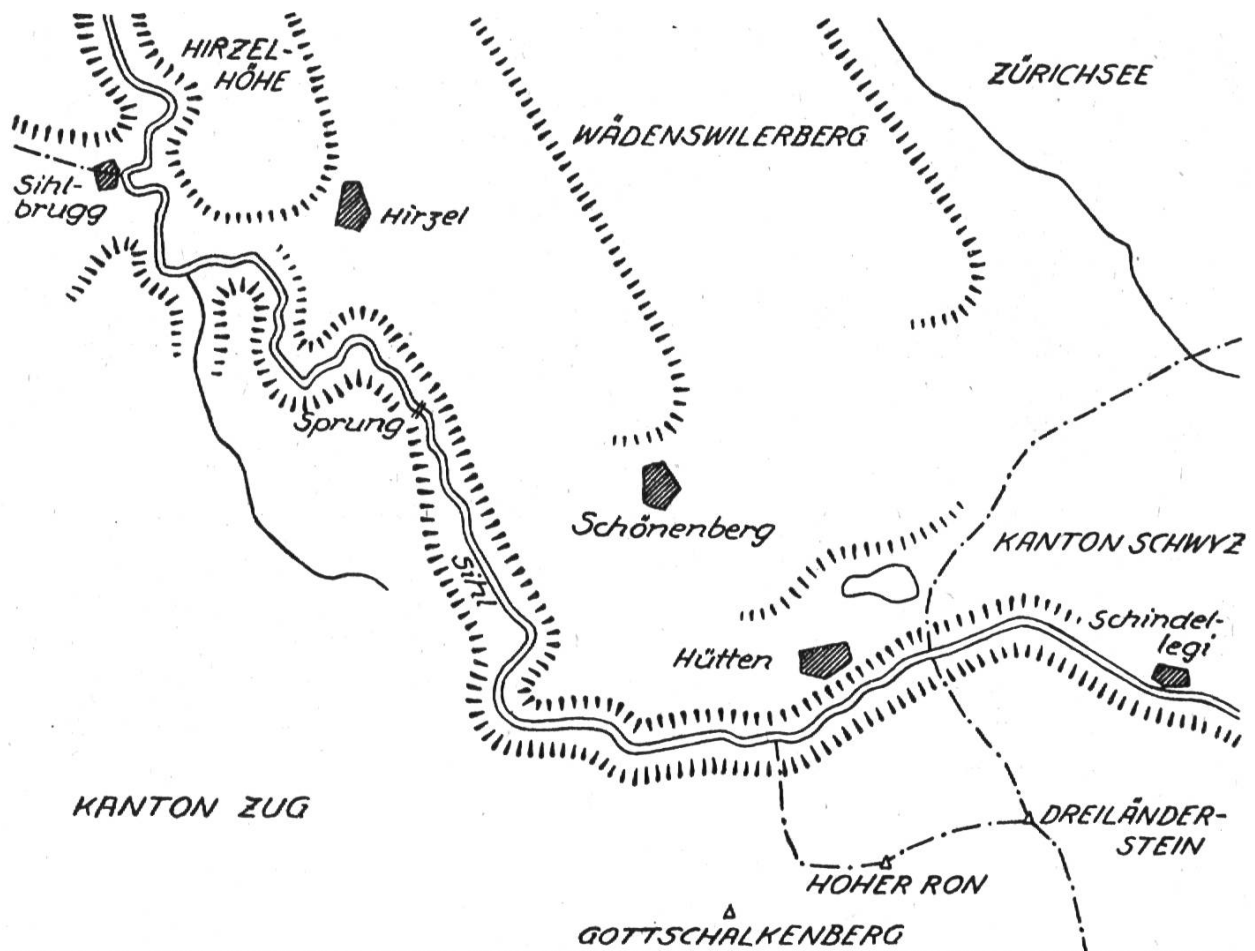 HIRZEL-
HÖHE
ZÜRICHSEE
WÄDENSWILERBERG
Sihl-
brugg
Hirzel
Sprung
Schönenberg
KANTON SCHWYZ
Sihl
Schindel-
legi
Hütten
KANTON ZUG
DREILÄNDER-
STEIN
HOHER RON
GOTTSCHALKENBERG